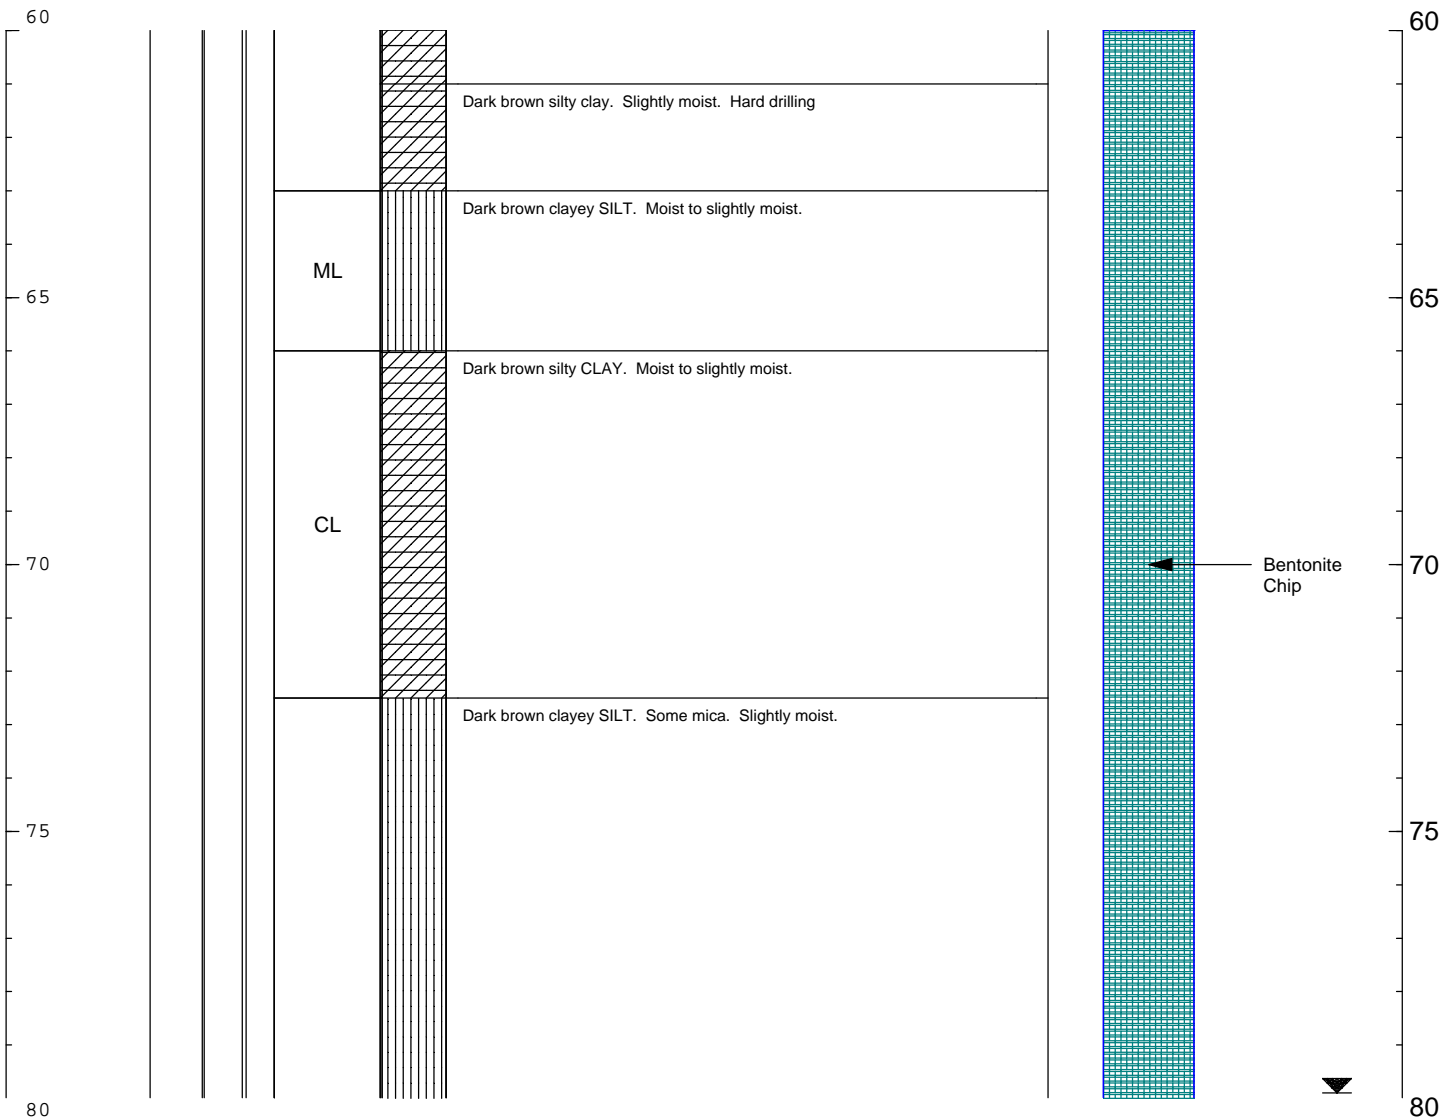 60
60
Dark brown silty clay.  Slightly moist.  Hard drilling
Dark brown clayey SILT.  Moist to slightly moist.
ML
65
65
Dark brown silty CLAY.  Moist to slightly moist.
CL
70
Bentonite
Chip
70
Dark brown clayey SILT.  Some mica.  Slightly moist.
75
75
80
80